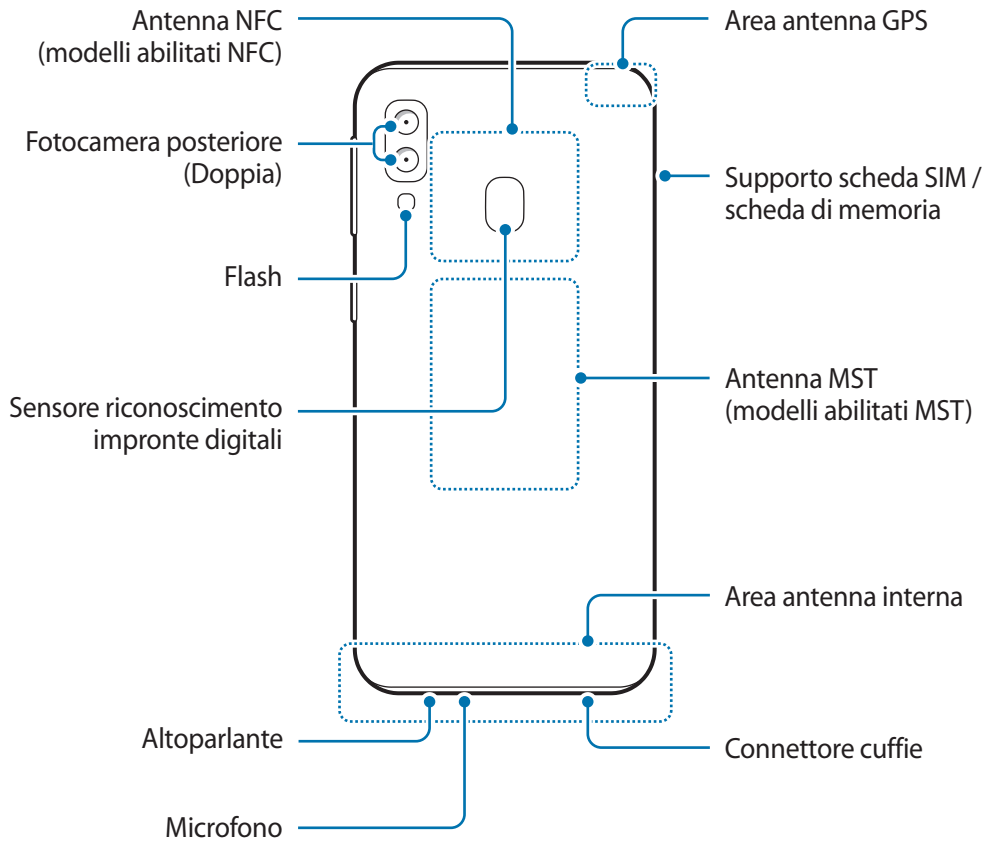 Antenna NFC
(modelli abilitati NFC)
Area antenna GPS
Fotocamera posteriore
(Doppia)
Supporto scheda SIM /
scheda di memoria
Flash
Antenna MST
(modelli abilitati MST)
Sensore riconoscimento
impronte digitali
Area antenna interna
Altoparlante
Connettore cuffie
Microfono